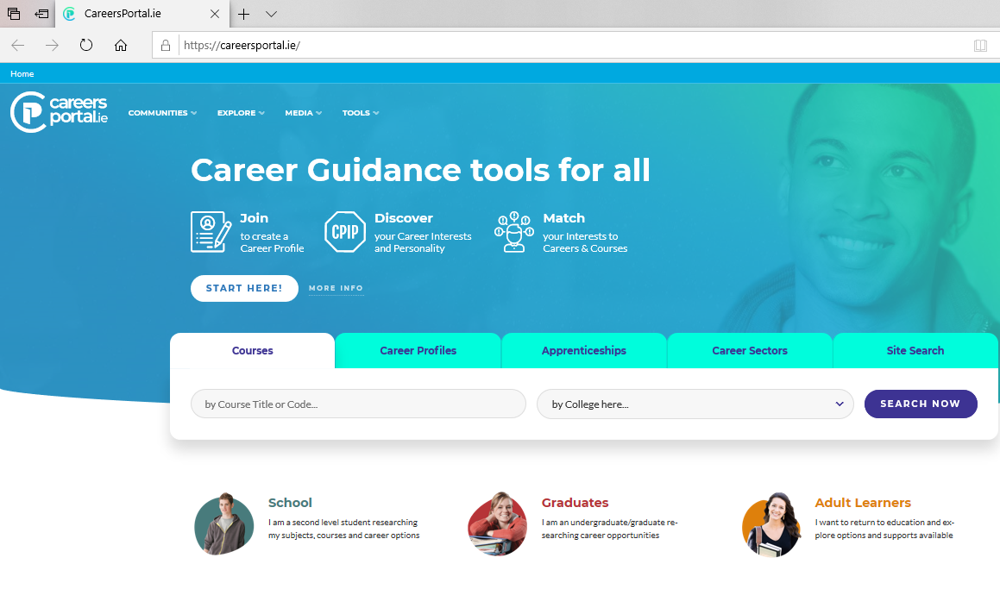 CareersPortal.ie
https://careersportal.ie/
Home
careers
portal.ie
COMMUNITIES
EXPLORE
MEDIA
TOOLS
Career Guidance tools for all
Join
to create a
Career Profile
CPIP
Discover
your Career Interests
and Personality
Match
your Interests to
Careers & Courses
START HERE!
MORE INFO
Courses
Career Profiles
Apprenticeships
Career Sectors
Site Search
by Course Title or Code...
by College here...
SEARCH NOW
School
I am a second level student researching
my subjects, courses and career options
Graduates
I am an undergraduate/graduate re-
searching career opportunities
Adult Learners
I want to return to education and ex-
plore options and supports available